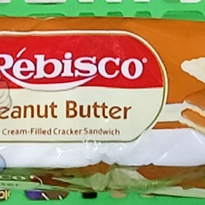 Rebisco
eanut Butter
Cream-Filled Cracker Sandwich